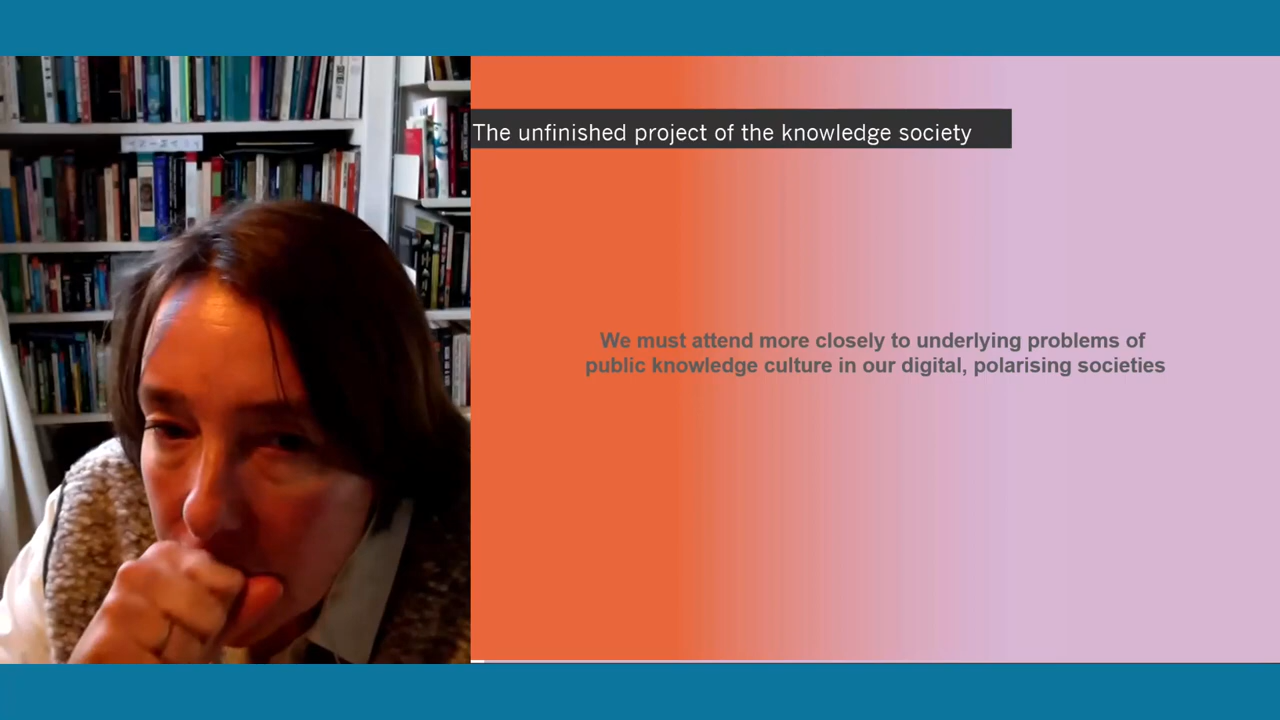 The unfinished project of the knowledge society
We must attend more closely to underlying problems of
public knowledge culture in our digital, polarising societies